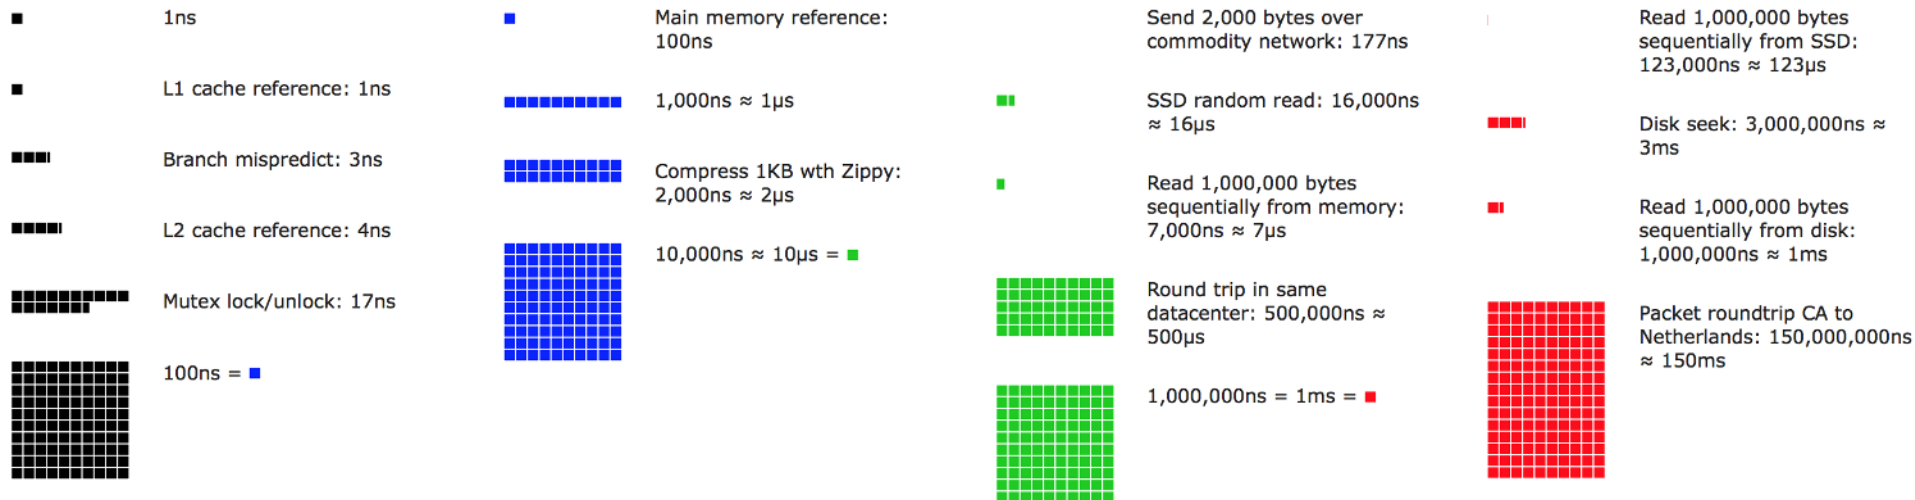 1ns
L1 cache reference: 1ns
Branch mispredict: 3ns
L2 cache reference: 4ns
Mutex lock/unlock: 17ns
100ns =
Main memory reference:
100ns
1,000ns ≈ 1μs
Compress 1KB wth Zippy:
2,000ns ≈ 2μs
10,000ns ≈ 10μs =
Send 2,000 bytes over
commodity network: 177ns
SSD random read: 16,000ns
≈ 16μs
Read 1,000,000 bytes
sequentially from memory:
7,000ns ≈ 7μs
Round trip in same
datacenter: 500,000ns ≈
500μs
1,000,000ns = 1ms =
Read 1,000,000 bytes
sequentially from SSD:
123,000ns ≈ 123μs
Disk seek: 3,000,000ns ≈
3ms
Read 1,000,000 bytes
sequentially from disk:
1,000,000ns ≈ 1ms
Packet roundtrip CA to
Netherlands: 150,000,000ns
≈ 150ms